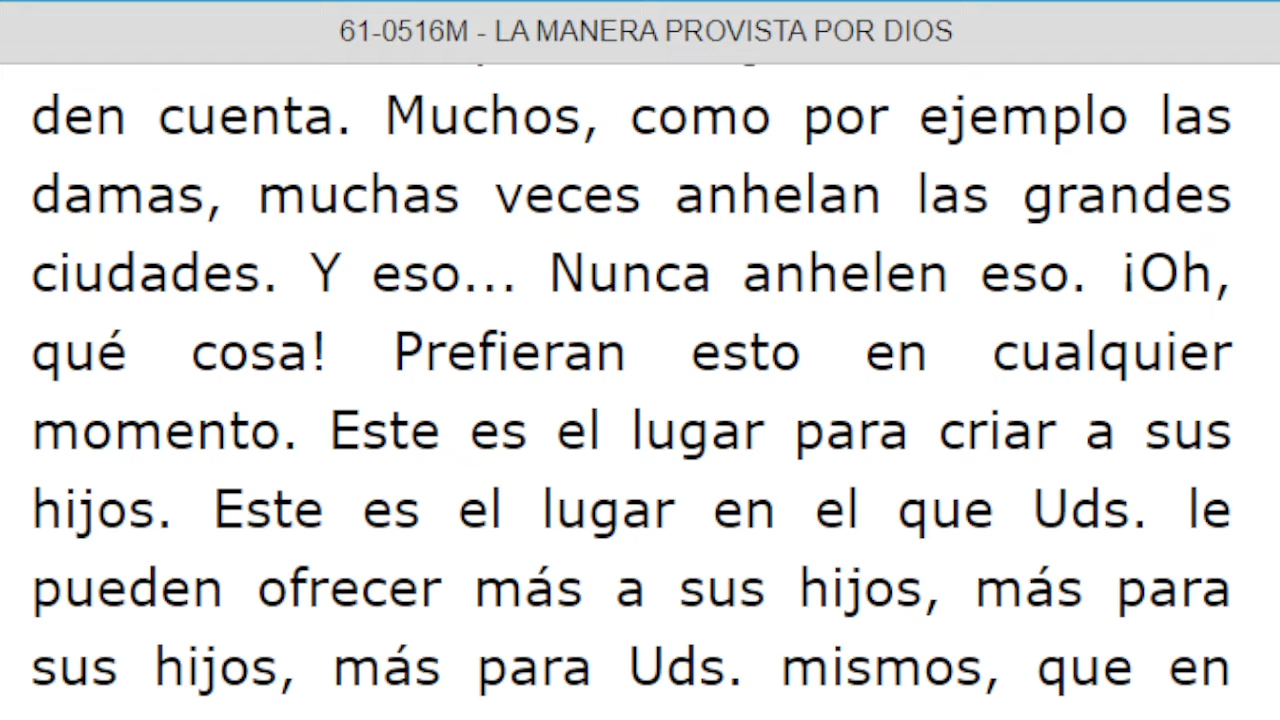 61-0516M - LA MANERA PROVISTA POR DIOS
den cuenta. Muchos, como por ejemplo las
damas, muchas veces anhelan las grandes
ciudades. Y eso... Nunca anhelen eso. ¡Oh,
qué cosa! Prefieran esto en cualquier
momento. Este es el lugar para criar a sus
hijos. Este es el lugar en el que Uds. le
pueden ofrecer más a sus hijos, más para
sus hijos, más para Uds. mismos, que en